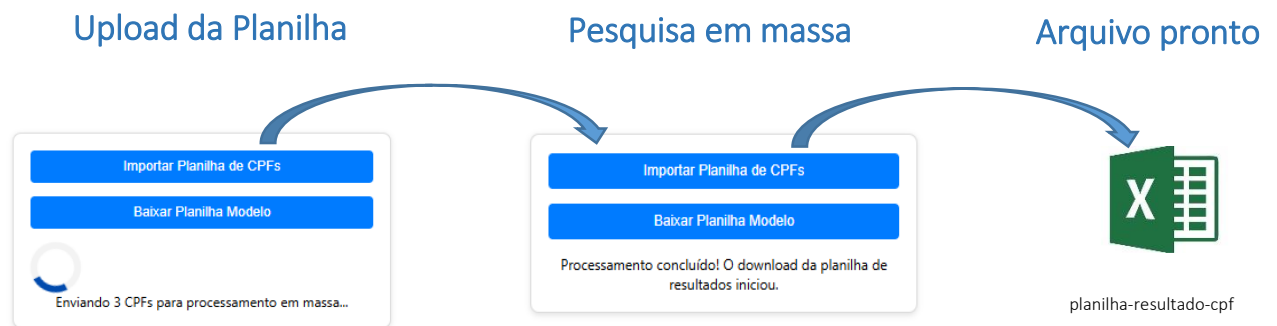 Upload da Planilha
Pesquisa em massa
Arquivo pronto
Importar Planilha de CPFs
Baixar Planilha Modelo
Enviando 3 CPFs para processamento em massa...
Importar Planilha de CPFs
Baixar Planilha Modelo
Processamento concluído! O download da planilha de
resultados iniciou.
X
planilha-resultado-cpf